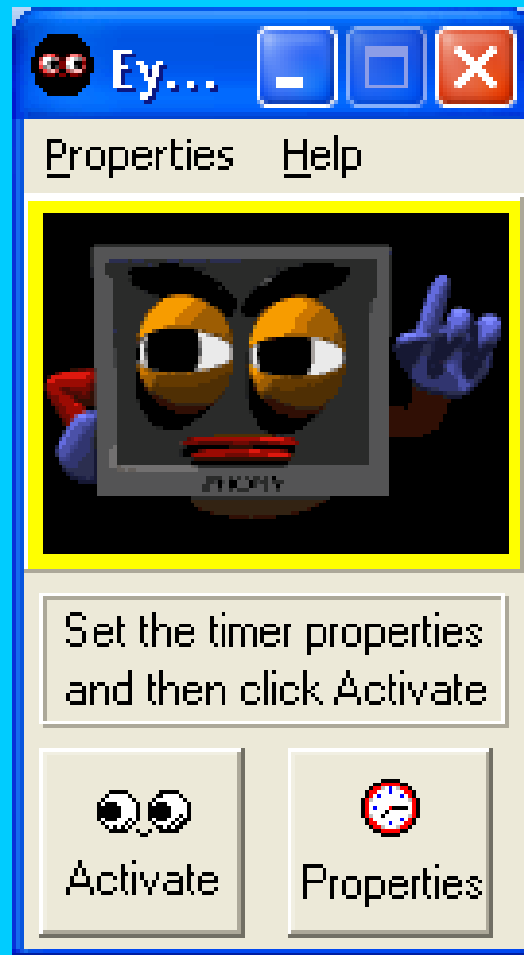 Ey...
Properties Help
Set the timer properties
and then click Activate
Activate Properties